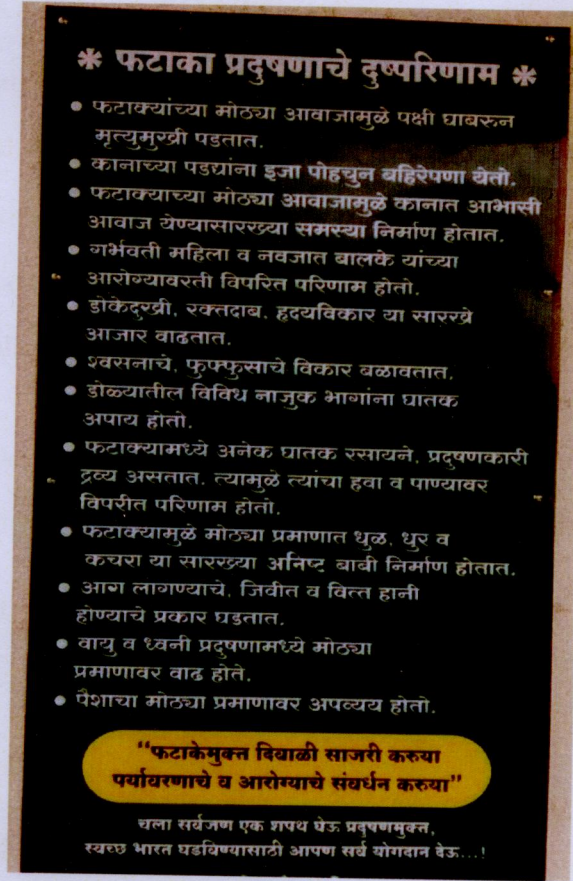 * फटाका प्रदुषणाचे दुष्परिणाम *
• फटाक्यांच्या मोठ्या आवाजामुळे पक्षी घाबरुन
मृत्युमुखी पडतात.
• कानाच्या पडद्यांना इजा पोहचुन बहिरेपणा येतो.
• फटाक्याच्या मोठ्या आवाजामुळे कानात आभासी
आवाज येण्यासारख्या समस्या निर्माण होतात.
• गर्भवती महिला व नवजात बालके यांच्या
आरोग्यावरती विपरित परिणाम होतो.
• डोकेदुखी, रक्तदाब, हृदयविकार या सारखे
आजार वाढतात.
• श्वसनाचे, फुफ्फुसाचे विकार बळावतात.
• डोळ्यातील विविध नाजुक भागांना घातक
अपाय होतो.
• फटाक्यामध्ये अनेक घातक रसायने, प्रदुषणकारी
द्रव्य असतात. त्यामुळे त्यांचा हवा व पाण्यावर
विपरीत परिणाम होतो.
• फटाक्यामुळे मोठ्या प्रमाणात धुळ, धुर व
कचरा या सारख्या अनिष्ट बाबी निर्माण होतात.
• आग लागण्याचे, जिवीत व वित्त हानी
होण्याचे प्रकार घडतात.
• वायु व ध्वनी प्रदुषणामध्ये मोठ्या
प्रमाणावर वाढ होते.
• पैशाचा मोठ्या प्रमाणावर अपव्यय होतो.
“फटाकेमुक्त दिवाळी साजरी करुया
पर्यावरणाचे व आरोग्याचे संवर्धन करुया”
चला सर्वजण एक शपथ घेऊ प्रदुषणमुक्त,
स्वच्छ भारत घडविण्यासाठी आपण सर्व योगदान देऊ...!